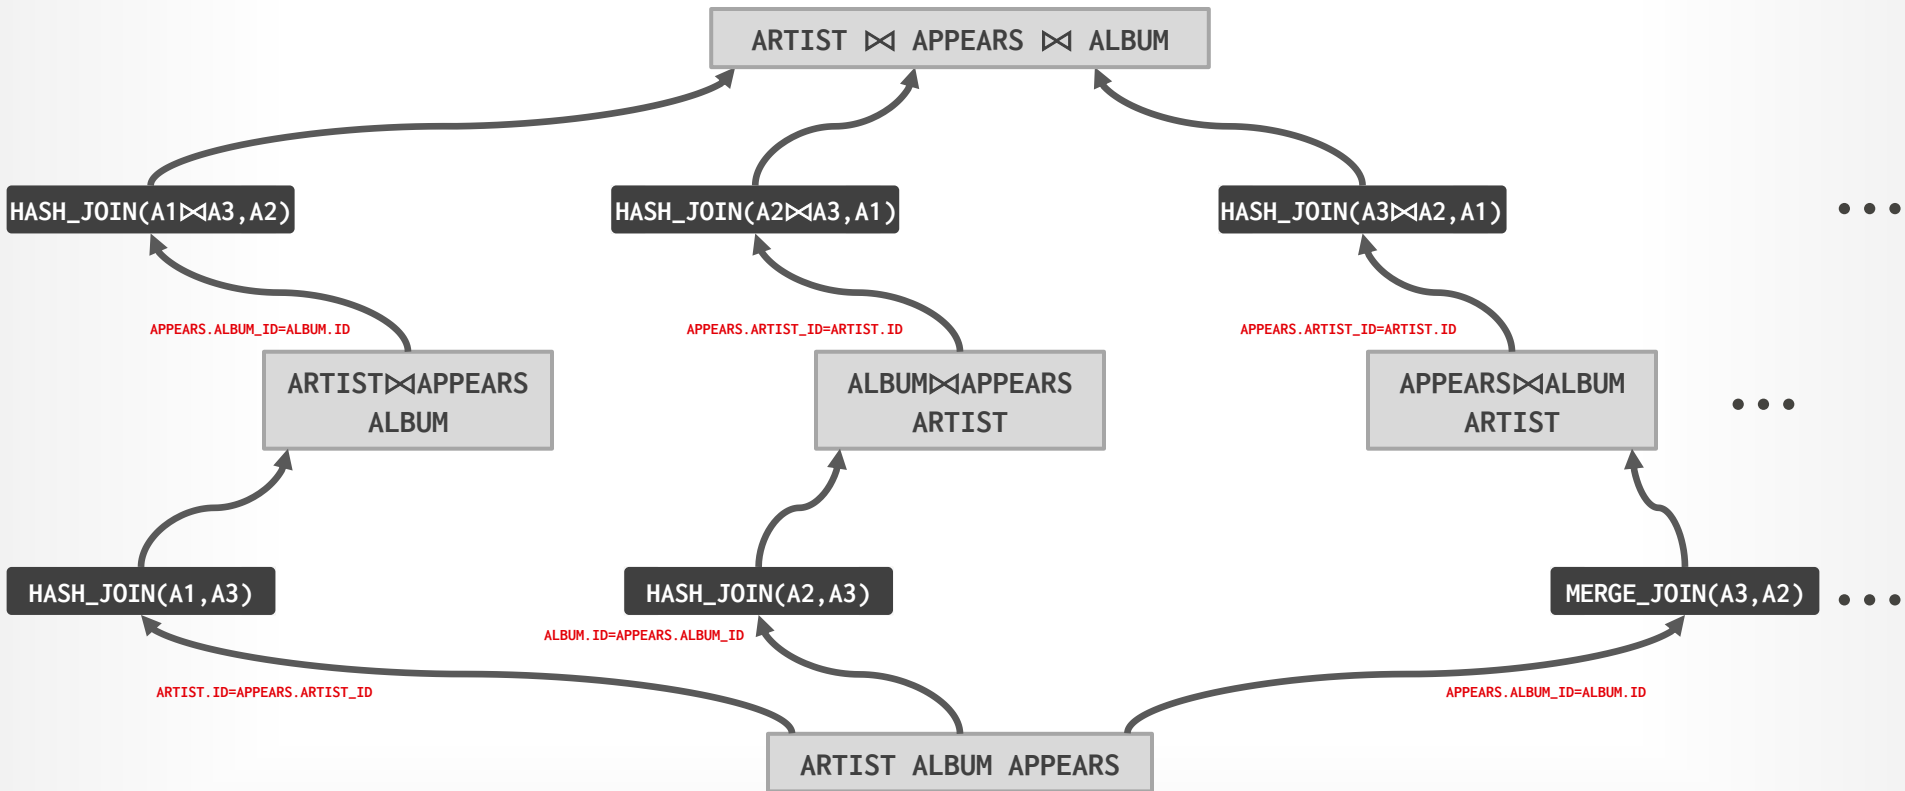 ARTIST ⋈ APPEARS ⋈ ALBUM
HASH_JOIN(A1⋈A3,A2)
HASH_JOIN(A2⋈A3,A1)
HASH_JOIN(A3⋈A2,A1)
•••
APPEARS.ALBUM_ID=ALBUM.ID
APPEARS.ARTIST_ID=ARTIST.ID
APPEARS.ARTIST_ID=ARTIST.ID
ARTIST⋈APPEARS
ALBUM
ALBUM⋈APPEARS
ARTIST
APPEARS⋈ALBUM
ARTIST
•••
HASH_JOIN(A1,A3)
HASH_JOIN(A2,A3)
MERGE_JOIN(A3,A2)
•••
ALBUM.ID=APPEARS.ALBUM_ID
ARTIST.ID=APPEARS.ARTIST_ID
APPEARS.ALBUM_ID=ALBUM.ID
ARTIST ALBUM APPEARS